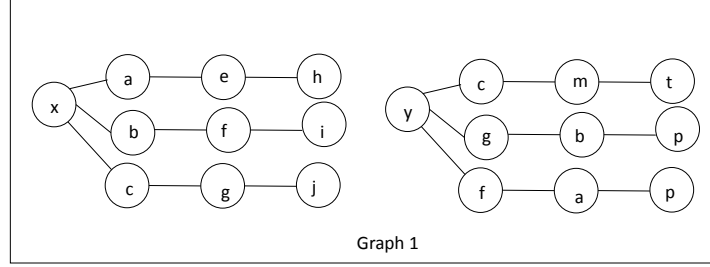 a e h
x
b f i
c g j
c m t
y
g b p
f a p
Graph 1